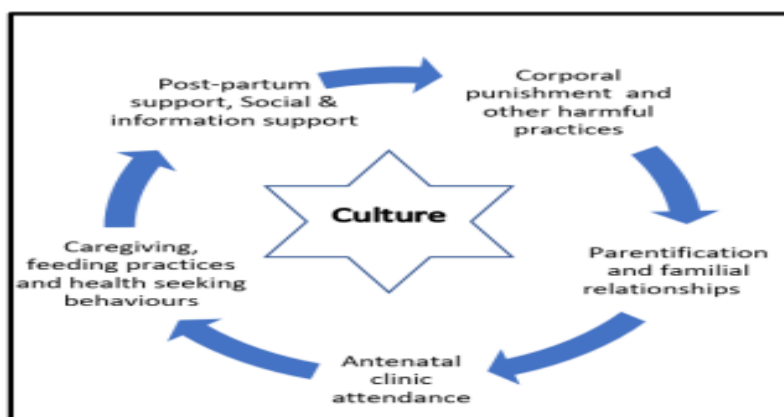 Post-partum
support, Social &
information support
Corporal
punishment and
other harmful
practices
Culture
Caregiving,
feeding practices
and health seeking
behaviours
Parentification
and familial
relationships
Antenatal
clinic
attendance